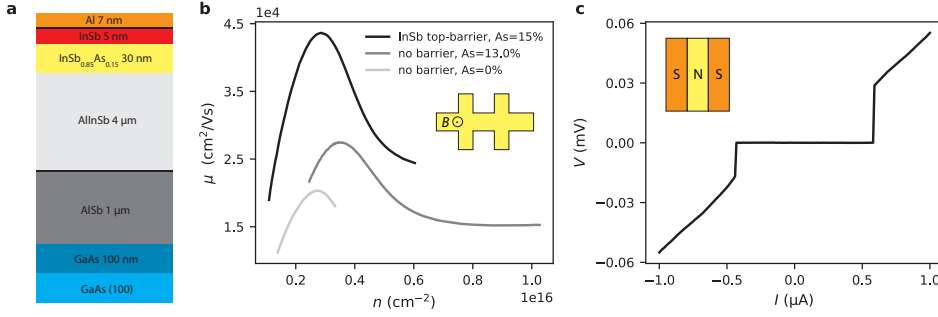 a
Al 7 nm
InSb 5 nm
InSb0.85As0.15 30 nm
AlInSb 4 μm
AlSb 1 μm
GaAs 100 nm
GaAs (100)
b
1e4
4.5
3.5
2.5
1.5
μ (cm²/Vs)
InSb top-barrier, As=15%
no barrier, As=13.0%
no barrier, As=0%
B
0.2 0.4 0.6 0.8 1.0
1e16
n (cm⁻²)
c
0.06
0.03
0.00
−0.03
−0.06
V (mV)
S N S
−1.0 −0.5 0.0 0.5 1.0
I (μA)